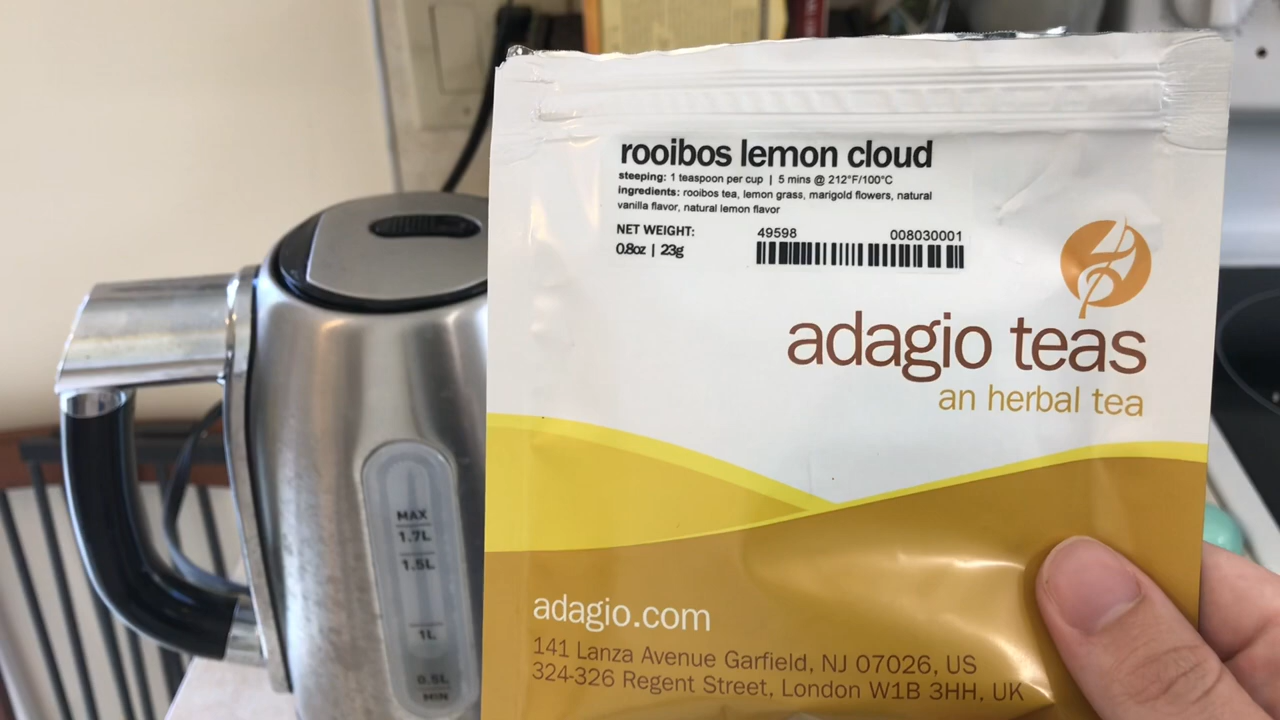 rooibos lemon cloud
steeping: 1 teaspoon per cup | 5 mins @ 212°F/100°C
ingredients: rooibos tea, lemon grass, marigold flowers, natural
vanilla flavor, natural lemon flavor
NET WEIGHT:
0.8oz | 23g
49598 008030001
adagio teas
an herbal tea
adagio.com
141 Lanza Avenue Garfield, NJ 07026, US
324-326 Regent Street, London W1B 3HH, UK
MAX
1.7L
1.5L
1L
0.5L
MIN